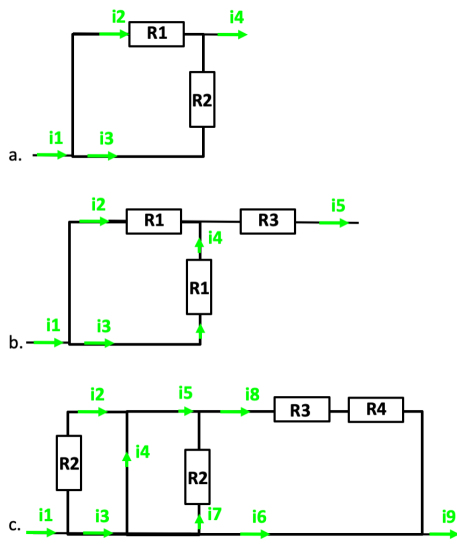 i2 R1 i4
R2
a. i1 i3
i2 R1 R3 i5
i4
R1
b. i1 i3
i2 i5 i8 R3 R4
R2 i4 R2
c. i1 i3 i7 i6 i9